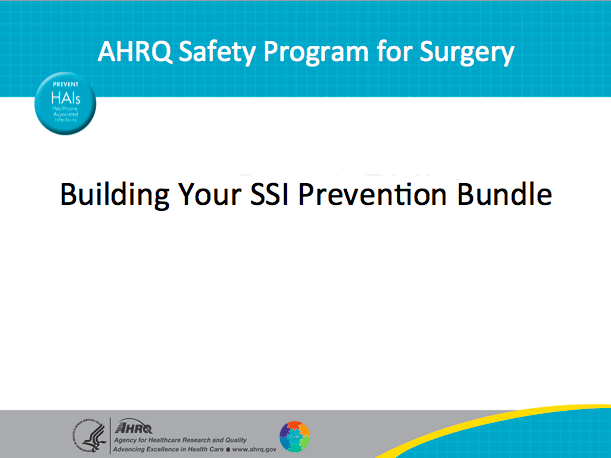 AHRQ Safety Program for Surgery
PREVENT
HAIs
Healthcare
Associated
Infections
Building Your SSI Prevention Bundle
AHRQ
Agency for Healthcare Research and Quality
Advancing Excellence in Health Care ● www.ahrq.gov